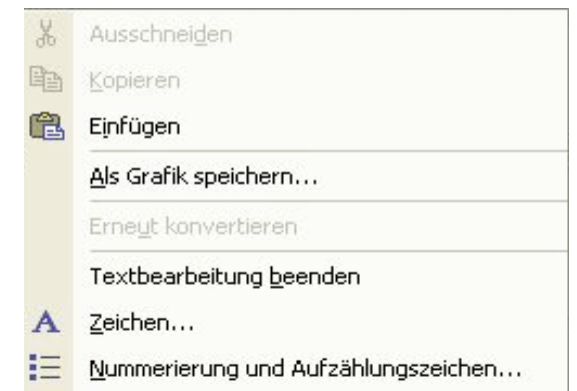 Ausschneiden
Kopieren
Einfügen
Als Grafik speichern...
Erneut konvertieren
Textbearbeitung beenden
Zeichen...
Nummerierung und Aufzählungszeichen...